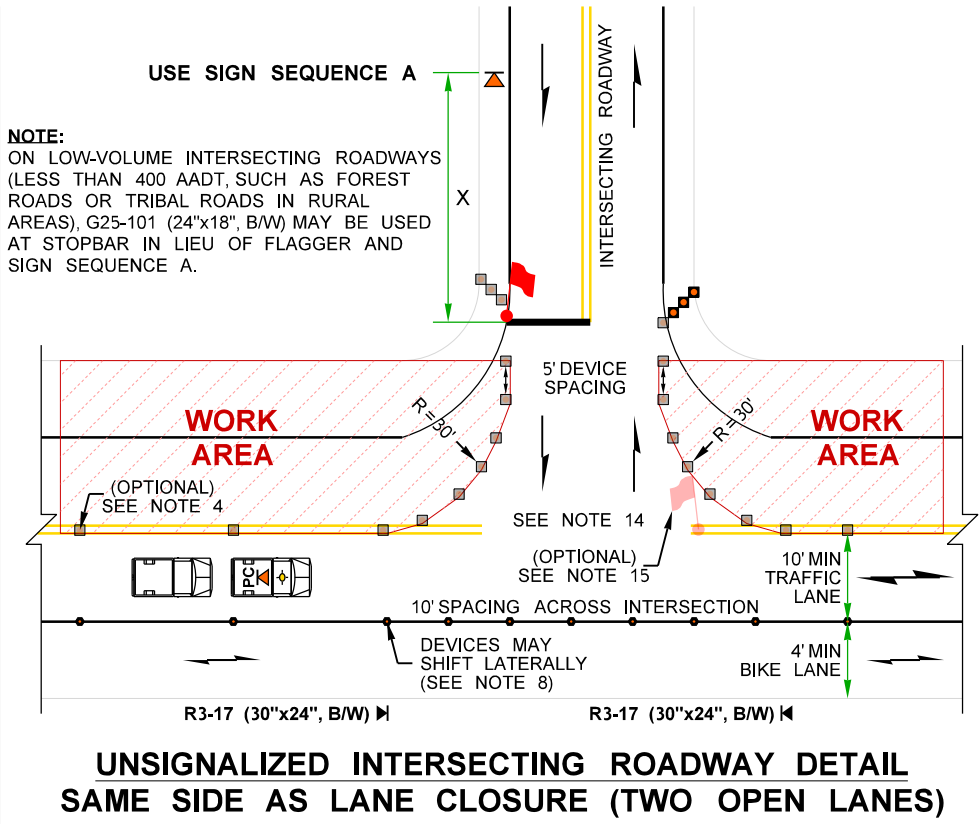 USE SIGN SEQUENCE A
NOTE:
ON LOW-VOLUME INTERSECTING ROADWAYS
(LESS THAN 400 AADT, SUCH AS FOREST
ROADS OR TRIBAL ROADS IN RURAL
AREAS), G25-101 (24"x18", B/W) MAY BE USED
AT STOPBAR IN LIEU OF FLAGGER AND
SIGN SEQUENCE A.
X
INTERSECTING ROADWAY
5' DEVICE
SPACING
R = 30'
R = 30'
WORK
AREA
WORK
AREA
(OPTIONAL)
SEE NOTE 4
SEE NOTE 14
(OPTIONAL)
SEE NOTE 15
10' MIN
TRAFFIC
LANE
PC
10' SPACING ACROSS INTERSECTION
DEVICES MAY
SHIFT LATERALLY
(SEE NOTE 8)
4' MIN
BIKE LANE
R3-17 (30"x24", B/W)
R3-17 (30"x24", B/W)
UNSIGNALIZED INTERSECTING ROADWAY DETAIL
SAME SIDE AS LANE CLOSURE (TWO OPEN LANES)